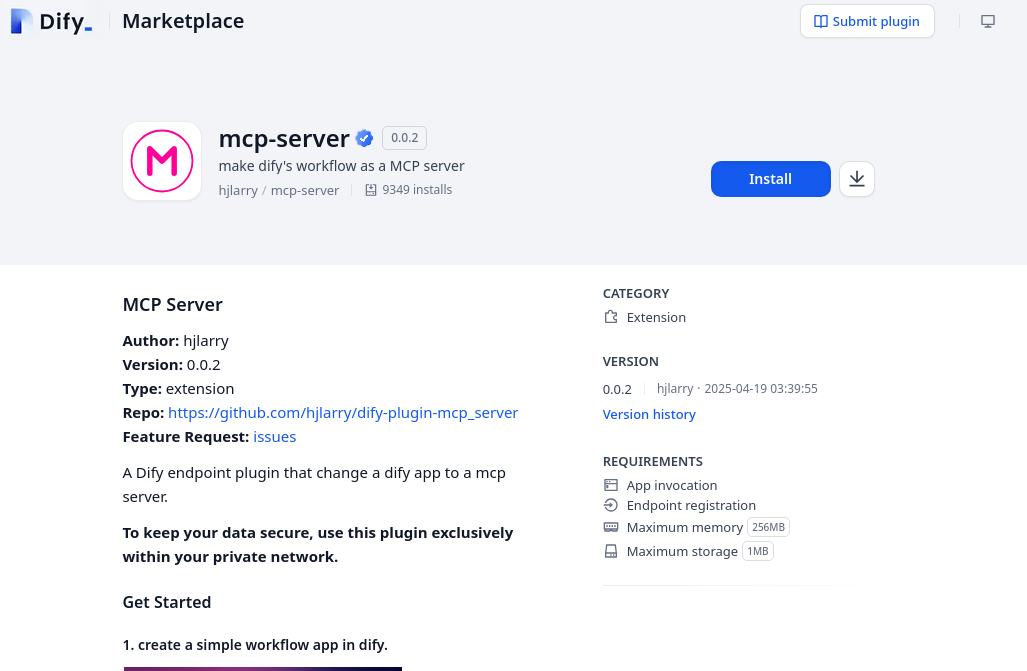 Dify_ Marketplace
Submit plugin
mcp-server 0.0.2
make dify's workflow as a MCP server
hjlarry / mcp-server 9349 installs
Install
MCP Server
Author: hjlarry
Version: 0.0.2
Type: extension
Repo: https://github.com/hjlarry/dify-plugin-mcp_server
Feature Request: issues
A Dify endpoint plugin that change a dify app to a mcp
server.
To keep your data secure, use this plugin exclusively
within your private network.
Get Started
1. create a simple workflow app in dify.
CATEGORY
Extension
VERSION
0.0.2 hjlarry · 2025-04-19 03:39:55
Version history
REQUIREMENTS
App invocation
Endpoint registration
Maximum memory 256MB
Maximum storage 1MB